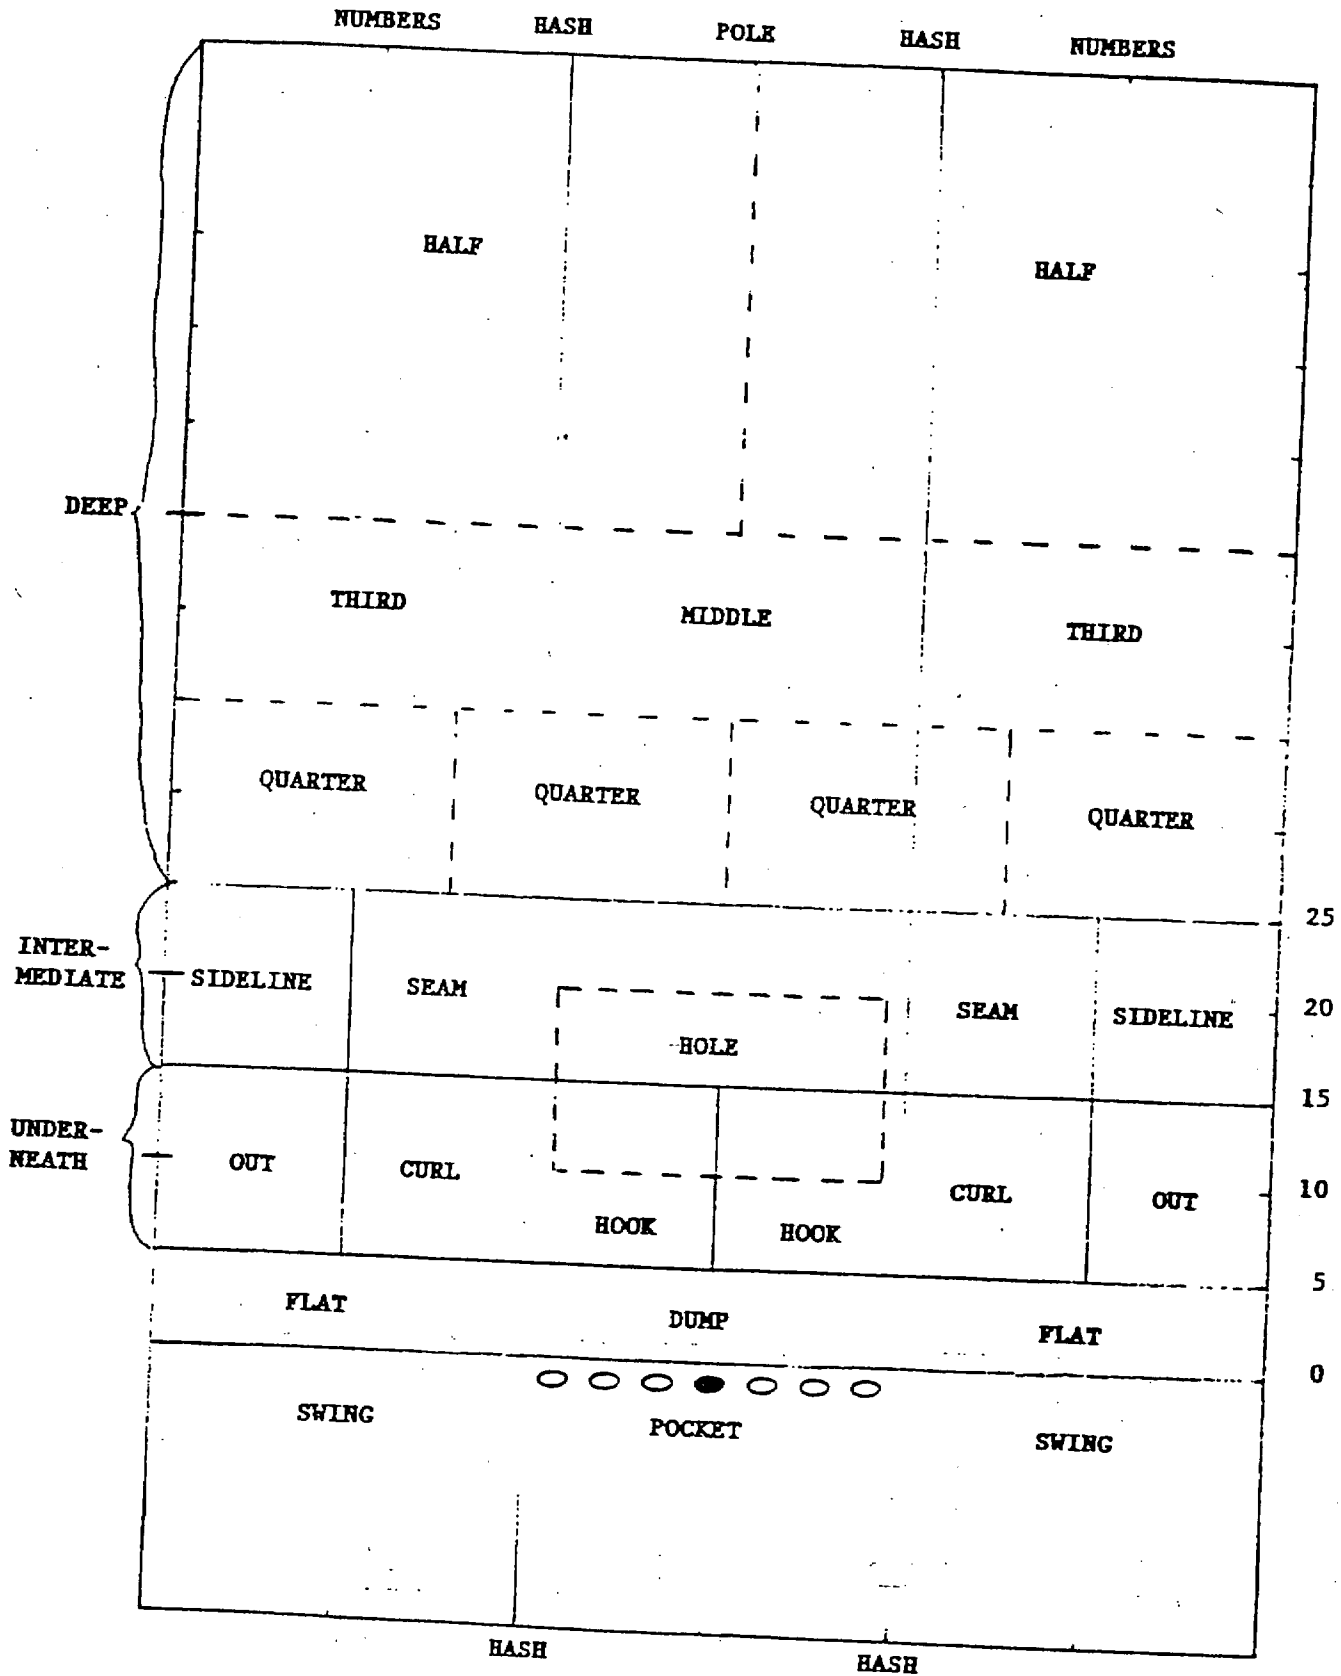 NUMBERS HASH POLE HASH NUMBERS
HALF HALF
DEEP
THIRD MIDDLE THIRD
QUARTER QUARTER QUARTER QUARTER
25
INTER-
MEDIATE
SIDELINE SEAM SEAM SIDELINE 20
HOLE
15
UNDER-
NEATH
OUT CURL CURL OUT 10
HOOK HOOK
5
FLAT DUMP FLAT
0
SWING POCKET SWING
HASH HASH